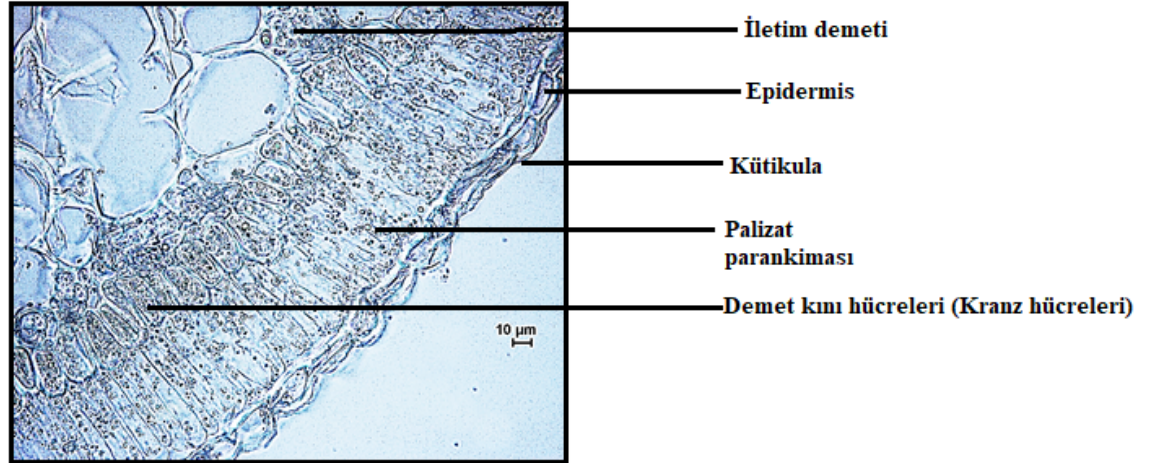 İletim demeti
Epidermis
Kütikula
Palizat
parankiması
Demet kını hücreleri (Kranz hücreleri)
10 µm